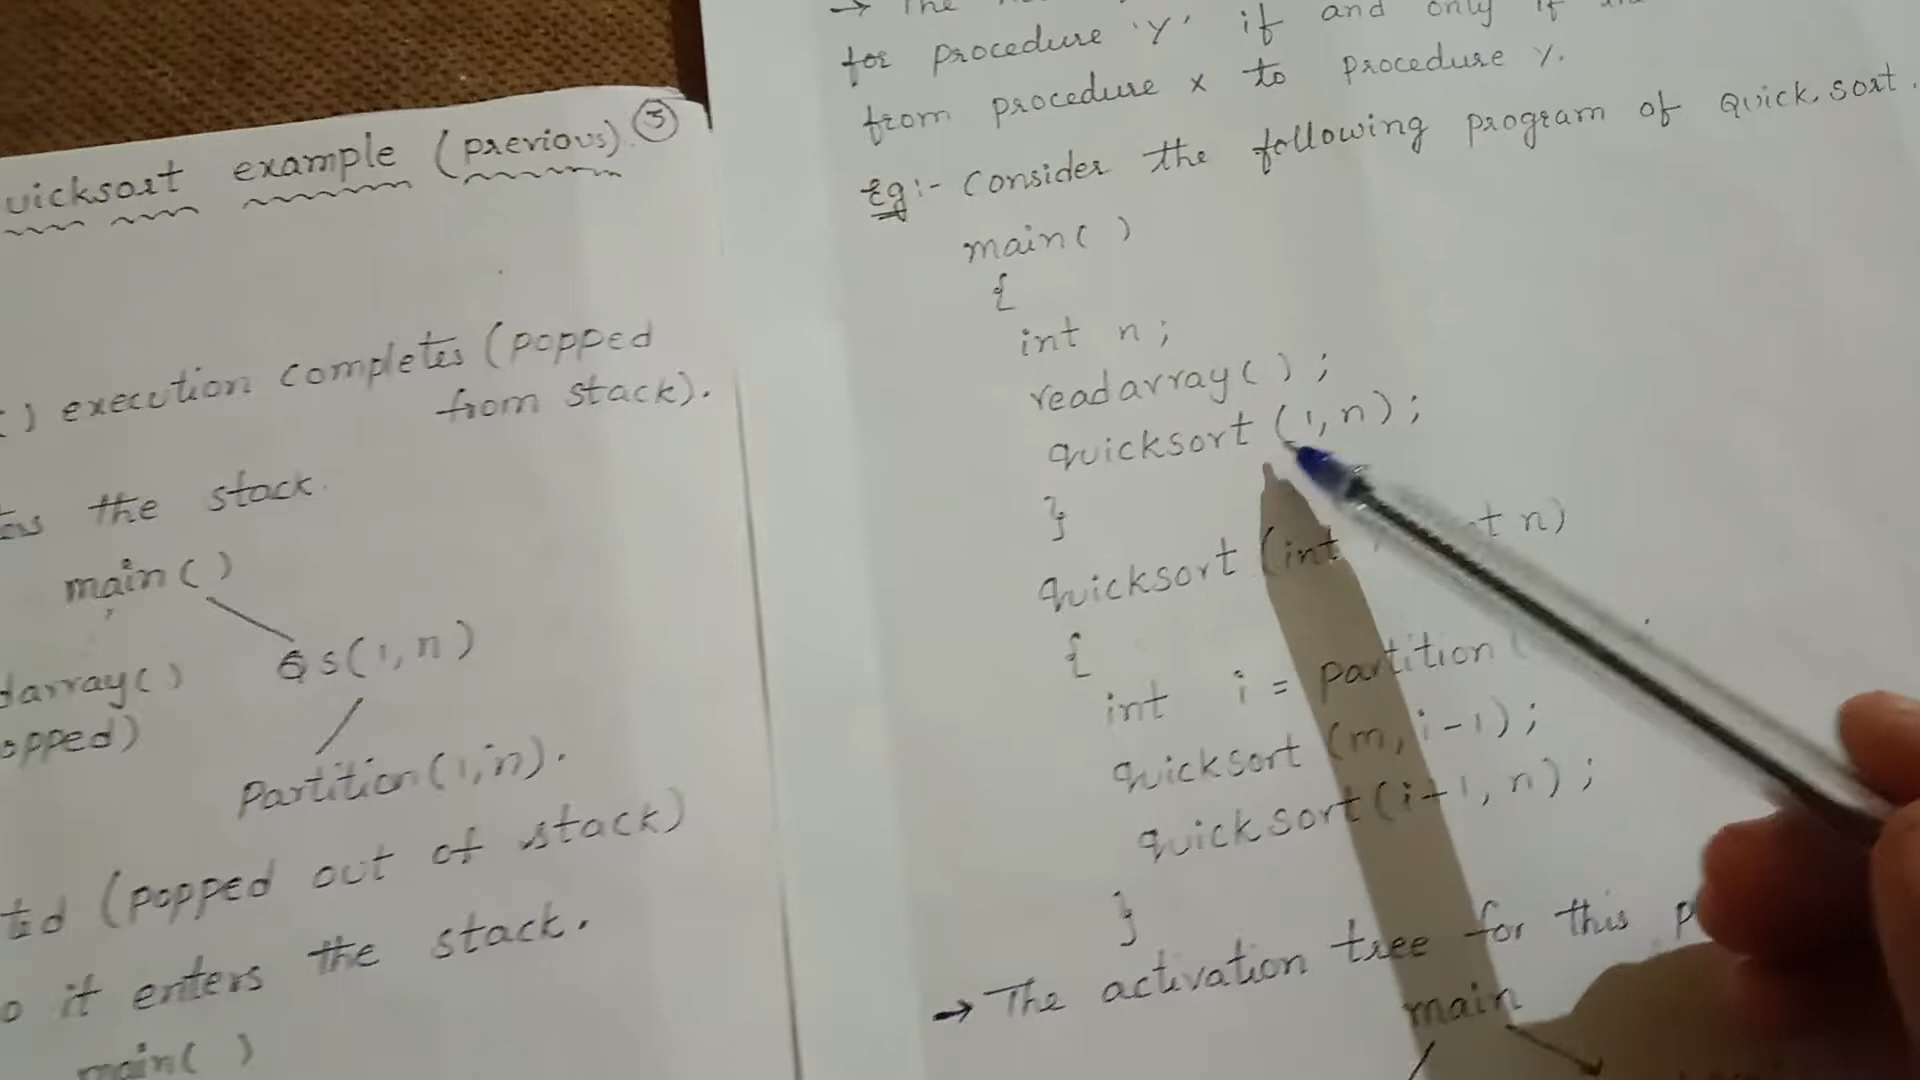 uicksort example (previous). 3
( ) execution completes (popped
from stack).
the stack.
main( )
darray( ) QS(1, n)
opped)
Partition(1, n).
ted (popped out of stack)
o it enters the stack.
main( )
→ The
for procedure 'Y' if and only if
from procedure x to procedure y.
Eg:- Consider the following program of quick sort.
main( )
{
int n;
readarray( );
quicksort (1, n);
}
quicksort (int t n)
{
int i = partition (
quicksort (m, i-1);
quicksort (i+1, n);
}
→ The activation tree for this p
main